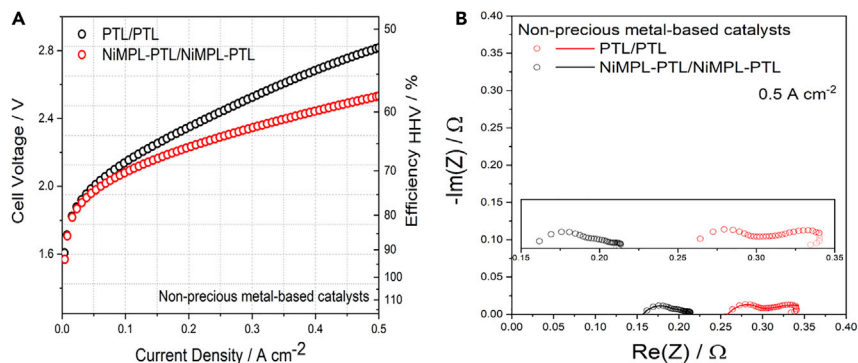 A
PTL/PTL
NiMPL-PTL/NiMPL-PTL
Cell Voltage / V
2.8
2.4
2.0
1.6
Efficiency HHV / %
50
60
70
80
90
100
110
Non-precious metal-based catalysts
0.0 0.1 0.2 0.3 0.4 0.5
Current Density / A cm-2
B
Non-precious metal-based catalysts
PTL/PTL
NiMPL-PTL/NiMPL-PTL
0.5 A cm-2
-Im(Z) / Ω
0.40
0.35
0.30
0.25
0.20
0.15
0.10
0.05
0.00
0.15 0.20 0.25 0.30 0.35
0.00 0.05 0.10 0.15 0.20 0.25 0.30 0.35 0.40
Re(Z) / Ω